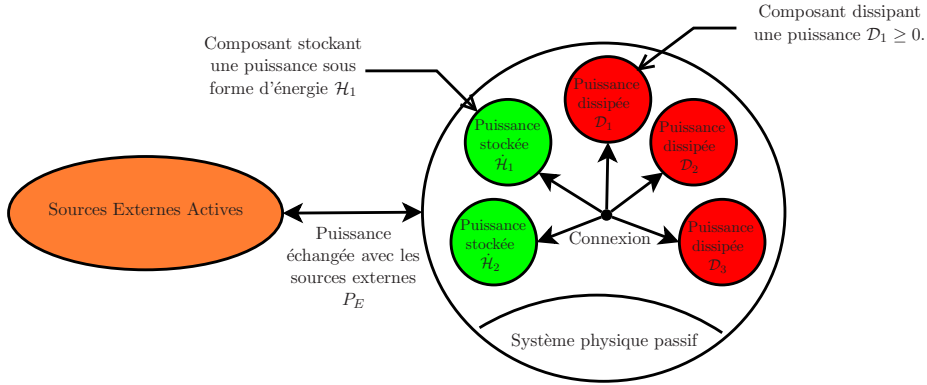 Composant dissipant
une puissance 𝒟₁ ≥ 0.
Composant stockant
une puissance sous
forme d'énergie ℋ₁
Puissance
dissipée
𝒟₁
Puissance
stockée
ℋ̇₁
Puissance
dissipée
𝒟₂
Sources Externes Actives
Puissance
échangée avec les
sources externes
P_E
Puissance
stockée
ℋ̇₂
Connexion
Puissance
dissipée
𝒟₃
Système physique passif